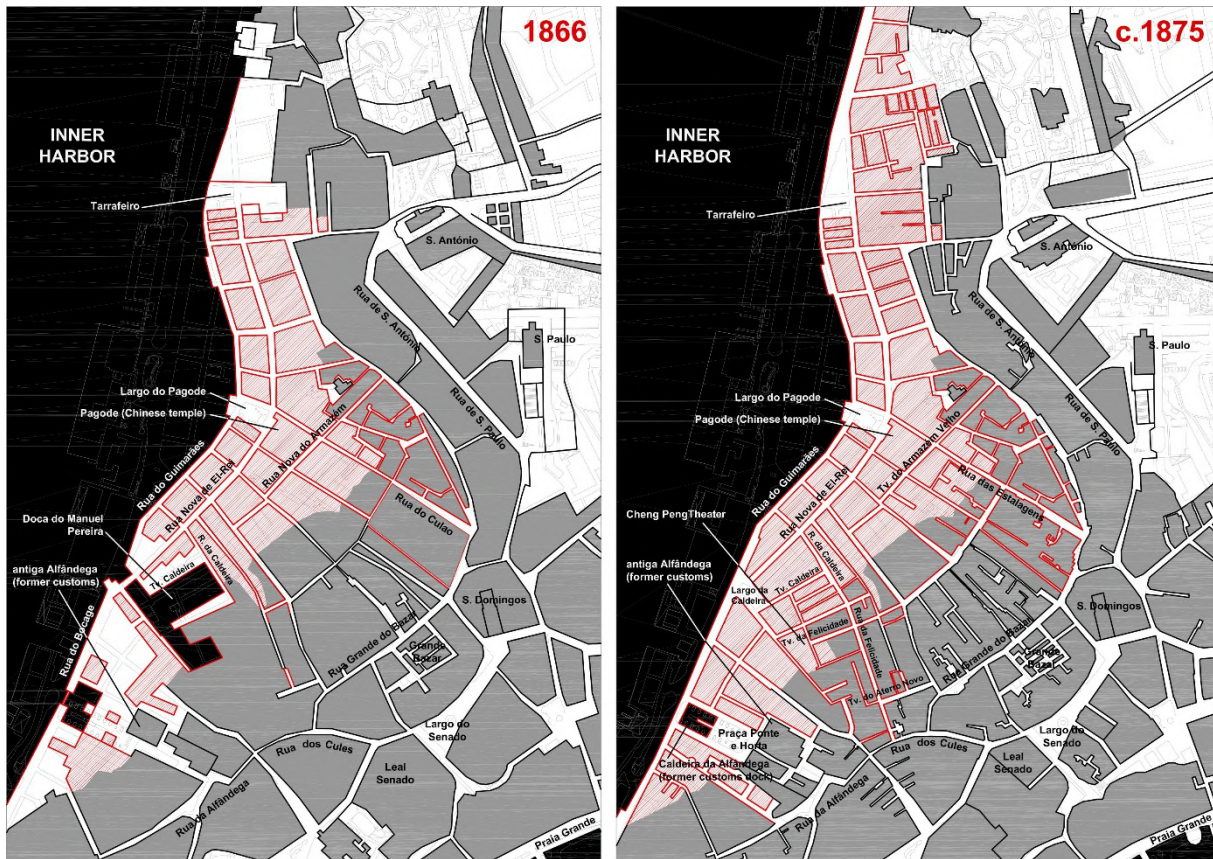 1866
INNER
HARBOR
Tarrafeiro
S. António
Rua de S. António
S. Paulo
Largo do Pagode
Pagode (Chinese temple)
Rua de S. Paulo
Rua Nova do Armazém
Rua do Guimarães
Rua Nova de El-Rei
Rua do Culao
Doca do Manuel
Pereira
R. da Caldeira
antiga Alfândega
(former customs)
Tv. Caldeira
S. Domingos
Rua Grande do Bazar
Grande
Bazar
Rua do Bocage
Largo do
Senado
Rua dos Cules
Leal
Senado
Rua da Alfândega
Praia Grande
c.1875
INNER
HARBOR
Tarrafeiro
S. António
Rua de S. António
S. Paulo
Largo do Pagode
Pagode (Chinese temple)
Rua de S. Paulo
Tv. do Armazém Velho
Rua do Guimarães
Rua Nova de El-Rei
Rua das Estalagens
Cheng PengTheater
R. da Caldeira
antiga Alfândega
(former customs)
Tv. Caldeira
Largo da
Caldeira
S. Domingos
Tv. da Felicidade
Rua da Felicidade
Rua Grande do Bazar
Grande
Bazar
Tv. do Aterro Novo
Largo do
Senado
Praça Ponte
e Horta
Rua dos Cules
Leal
Senado
Caldeira da Alfândega
(former customs dock)
Rua da Alfândega
Praia Grande